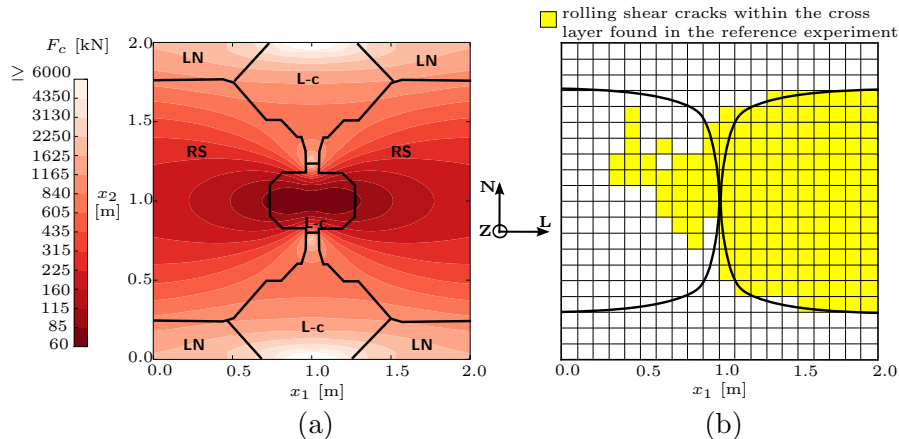 rolling shear cracks within the cross
layer found in the reference experiment
F_c [kN]
≥ 6000
4350
3130
2250
1625
1165
840
605
435
315
225
160
115
85
60
x_2
[m]
2.0
1.5
1.0
0.5
0.0
LN
L-c
LN
RS
RS
L-c
L-c
LN
LN
0.0 0.5 1.0 1.5 2.0
x_1 [m]
(a)
N
Z
L
0.0 0.5 1.0 1.5 2.0
x_1 [m]
(b)